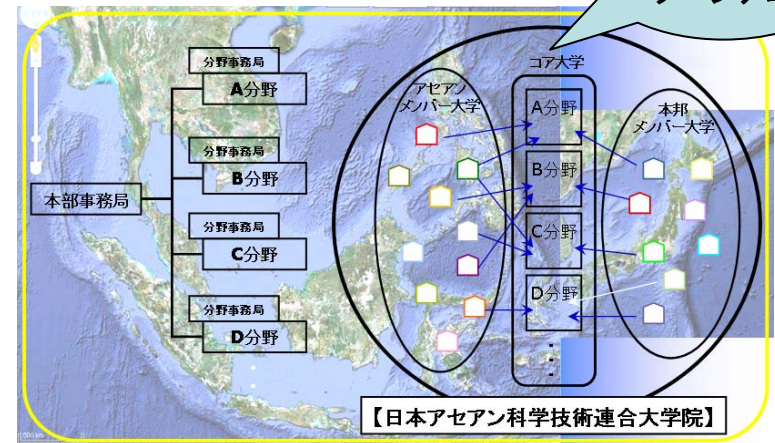 分野事務局
A分野
分野事務局
B分野
本部事務局
分野事務局
C分野
分野事務局
D分野
コア大学
アセアン
メンバー大学
本邦
メンバー大学
A分野
B分野
C分野
D分野
【日本アセアン科学技術連合大学院】